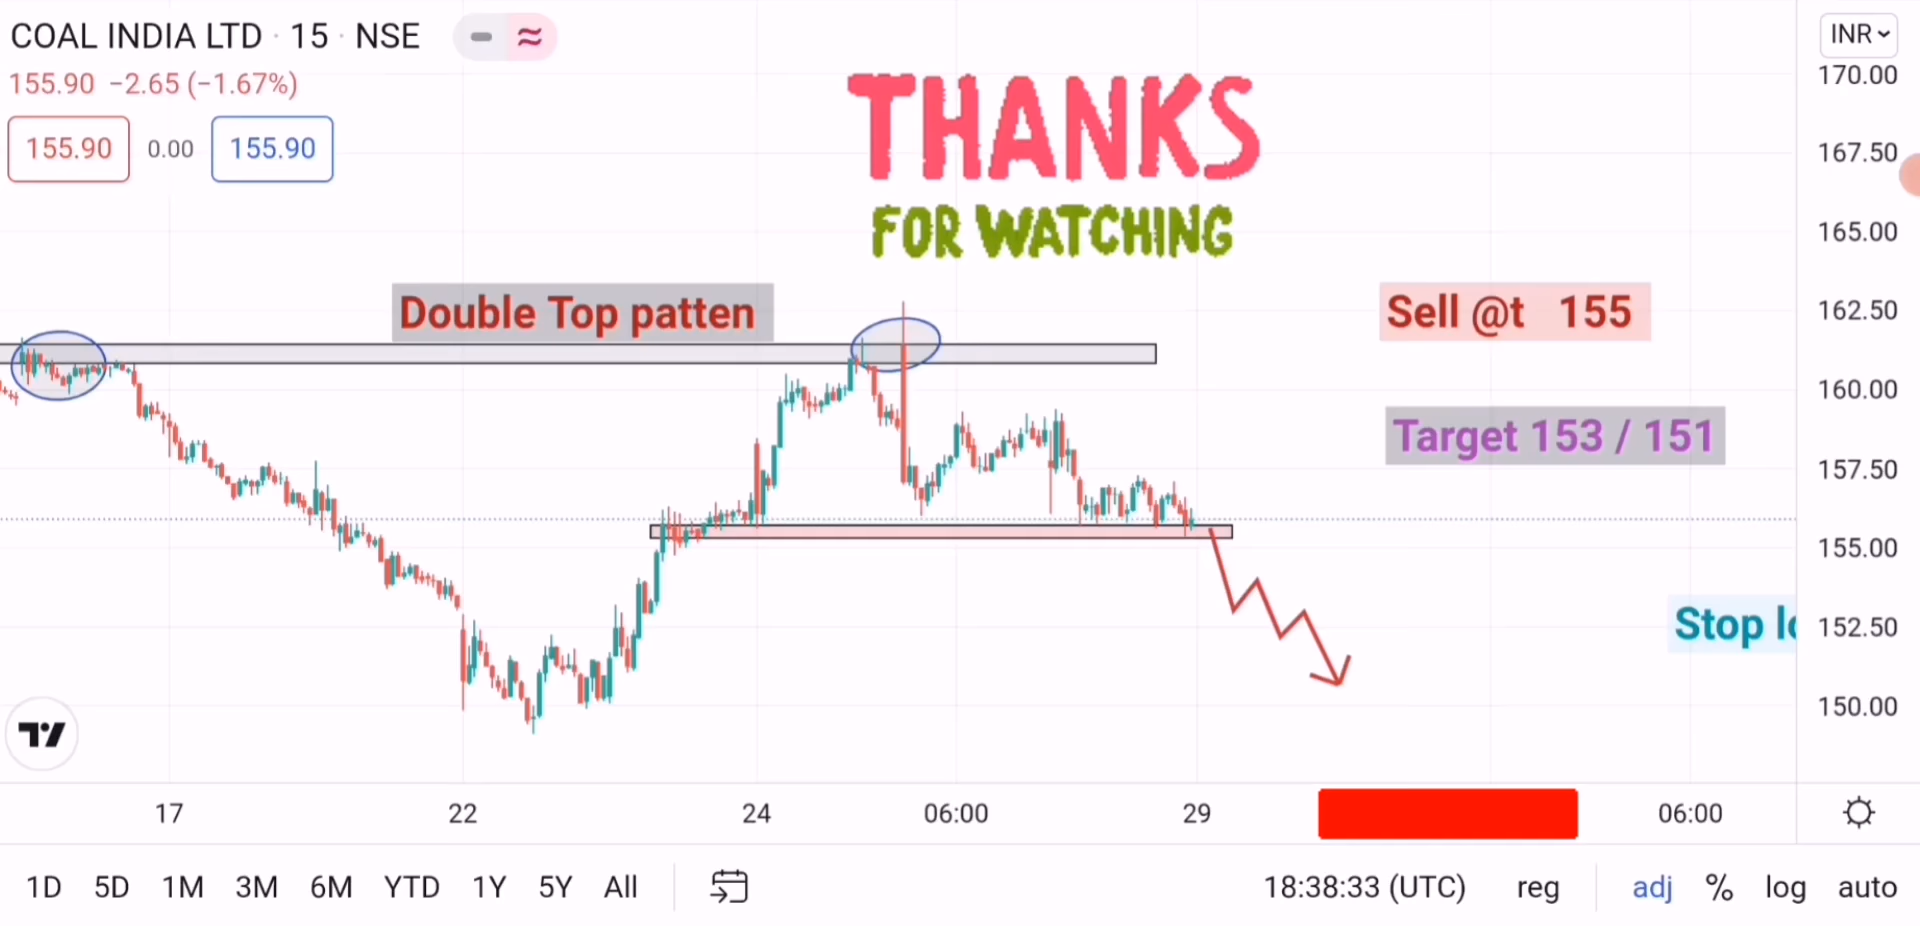 COAL INDIA LTD · 15 · NSE
155.90 −2.65 (−1.67%)
155.90 0.00 155.90
THANKS
FOR WATCHING
Double Top patten
Sell @t 155
Target 153 / 151
Stop
INR
170.00
167.50
165.00
162.50
160.00
157.50
155.00
152.50
150.00
17 22 24 06:00 29 06:00
1D 5D 1M 3M 6M YTD 1Y 5Y All
18:38:33 (UTC) reg adj % log auto